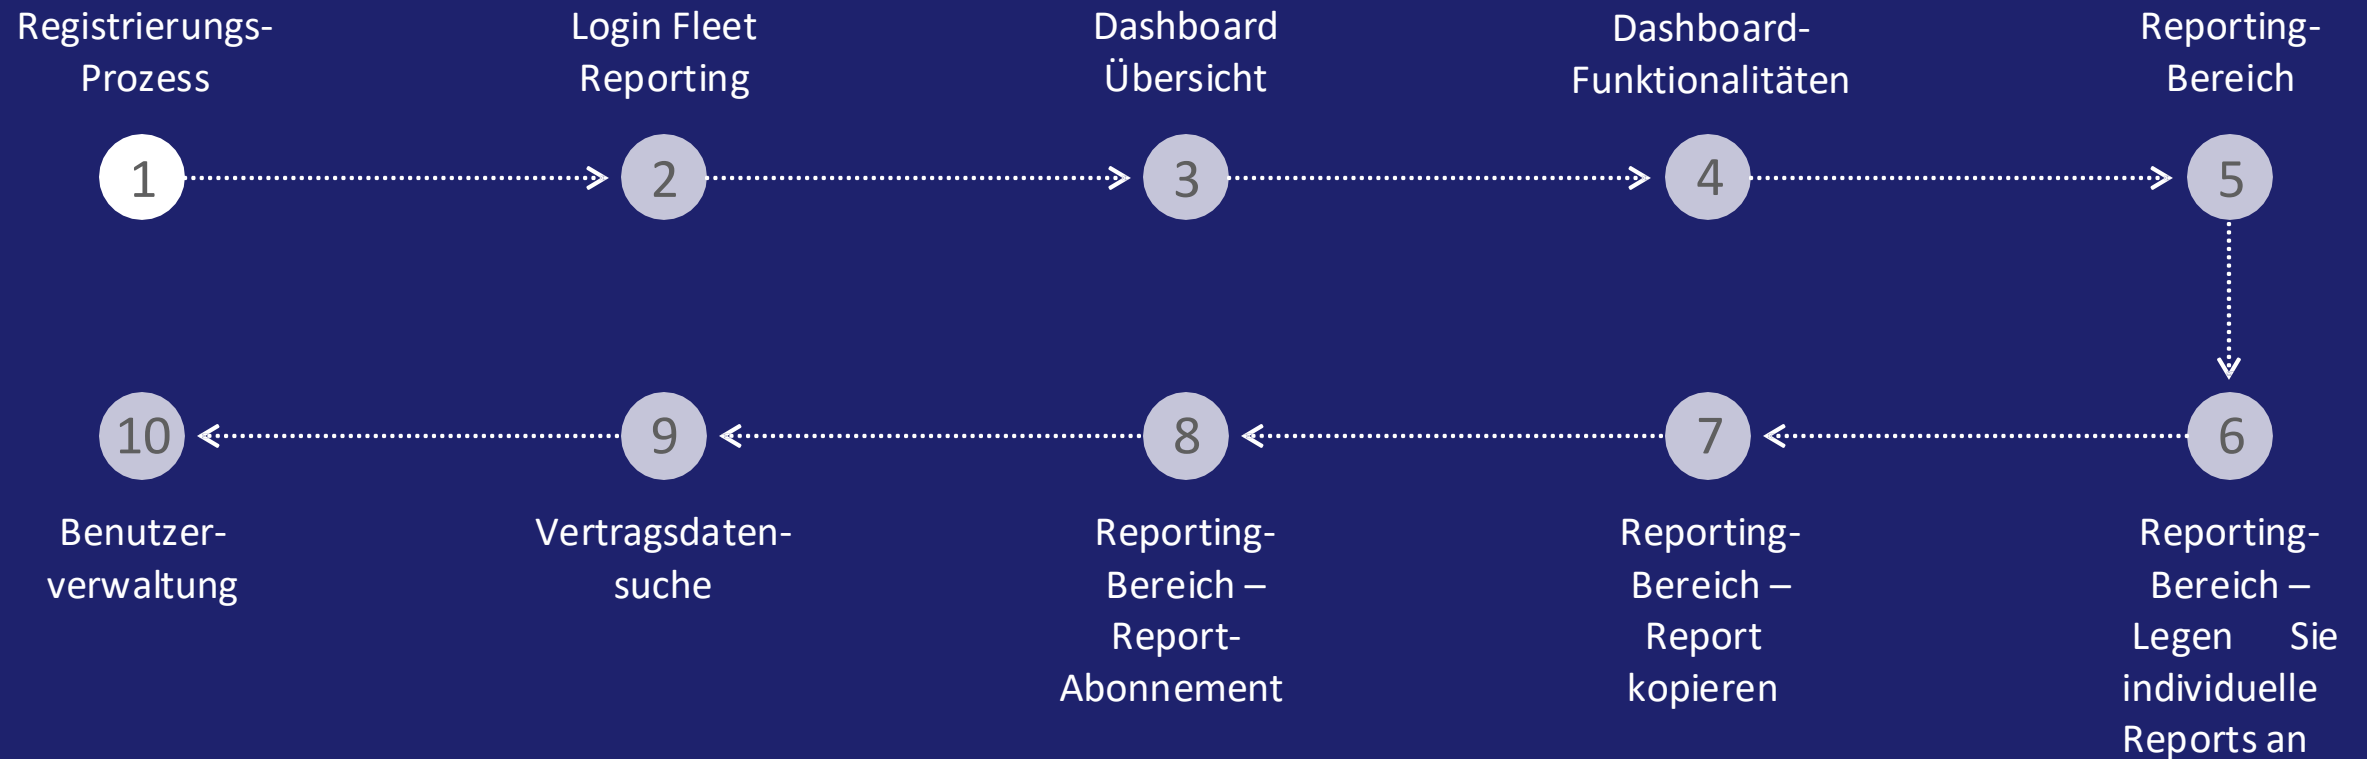 Registrierungs-
Prozess
Login Fleet
Reporting
Dashboard
Übersicht
Dashboard-
Funktionalitäten
Reporting-
Bereich
1
2
3
4
5
10
9
8
7
6
Benutzer-
verwaltung
Vertragsdaten-
suche
Reporting-
Bereich –
Report-
Abonnement
Reporting-
Bereich –
Report
kopieren
Reporting-
Bereich –
Legen Sie
individuelle
Reports an